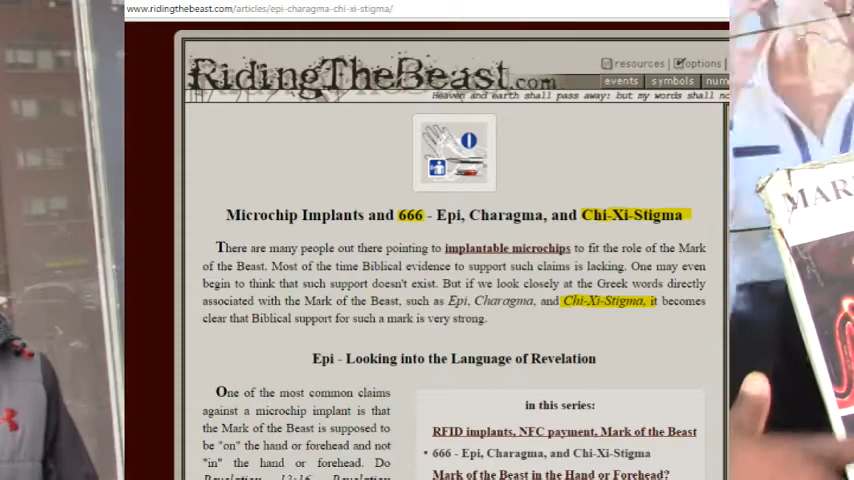 www.ridingthebeast.com/articles/epi-charagma-chi-xi-stigma/
RidingTheBeast.com
resources options
events symbols num
Heaven and earth shall pass away: but my words shall no
Microchip Implants and 666 - Epi, Charagma, and Chi-Xi-Stigma
There are many people out there pointing to implantable microchips to fit the role of the Mark
of the Beast. Most of the time Biblical evidence to support such claims is lacking. One may even
begin to think that such support doesn't exist. But if we look closely at the Greek words directly
associated with the Mark of the Beast, such as Epi, Charagma, and Chi-Xi-Stigma, it becomes
clear that Biblical support for such a mark is very strong.
Epi - Looking into the Language of Revelation
One of the most common claims
against a microchip implant is that
the Mark of the Beast is supposed to
be "on" the hand or forehead and not
"in" the hand or forehead. Do
Revelation 13:16, Revelation
in this series:
RFID implants, NFC payment, Mark of the Beast
• 666 - Epi, Charagma, and Chi-Xi-Stigma
Mark of the Beast in the Hand or Forehead?
MAR